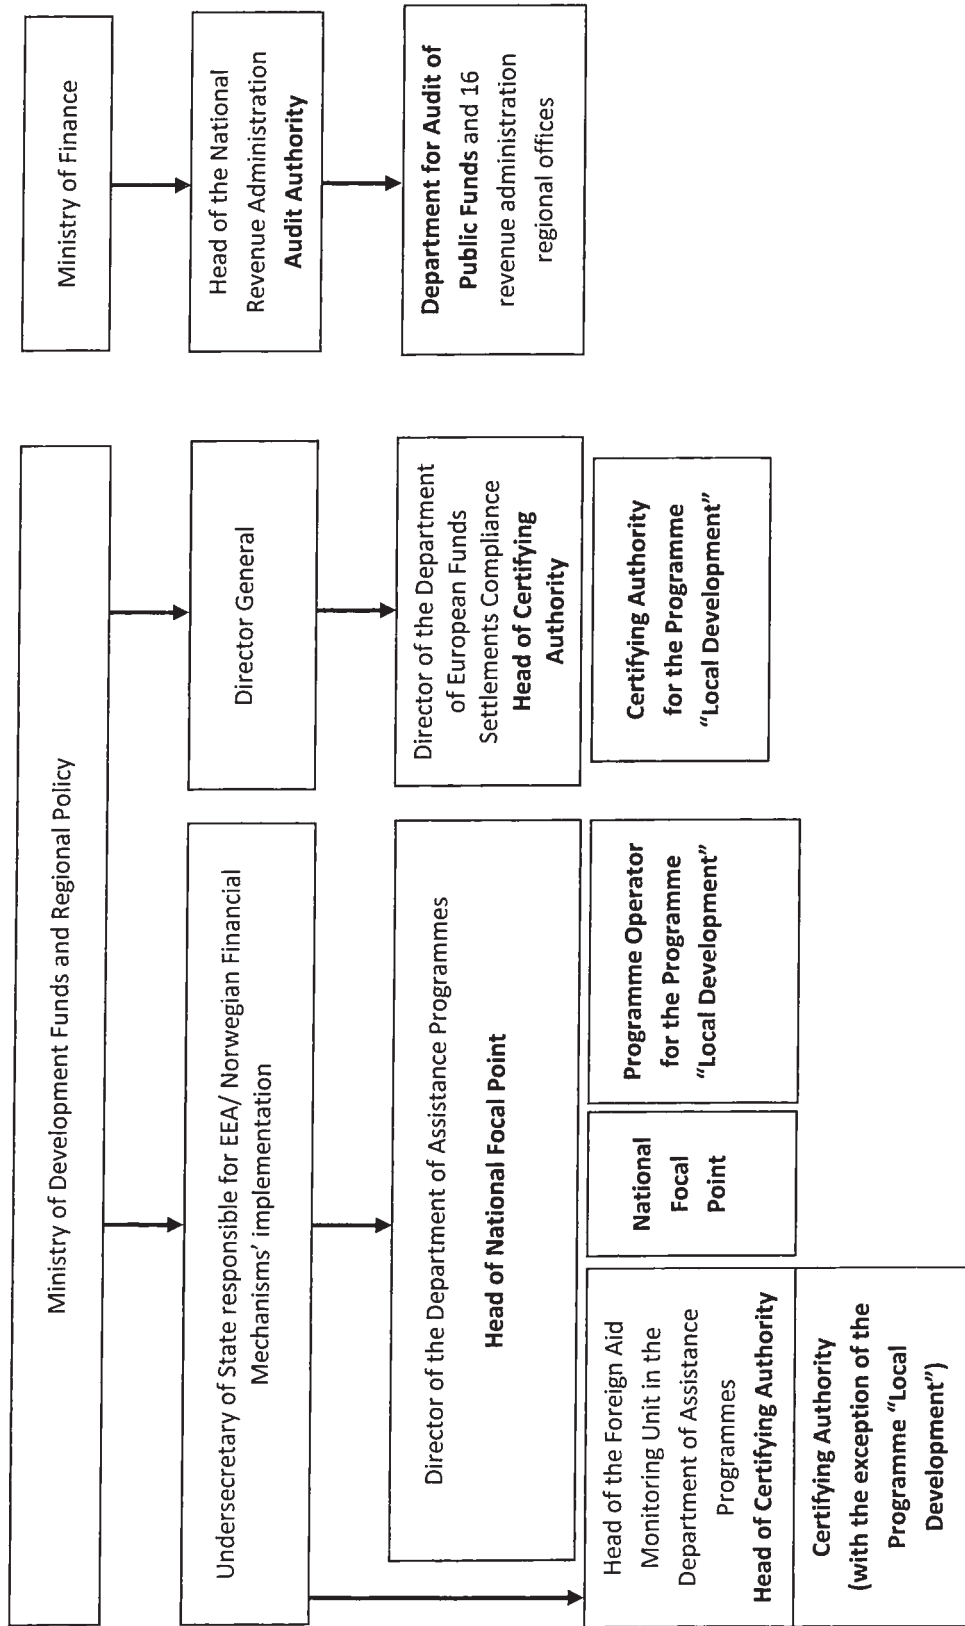 Ministry of Development Funds and Regional Policy
Ministry of Finance
Undersecretary of State responsible for EEA/ Norwegian Financial
Mechanisms’ implementation
Director General
Head of the National
Revenue Administration
Audit Authority
Director of the Department of Assistance Programmes
Head of National Focal Point
Director of the Department
of European Funds
Settlements Compliance
Head of Certifying
Authority
Department for Audit of
Public Funds and 16
revenue administration
regional offices
Head of the Foreign Aid
Monitoring Unit in the
Department of Assistance
Programmes
Head of Certifying Authority
National
Focal
Point
Programme Operator
for the Programme
“Local Development”
Certifying Authority
for the Programme
“Local Development”
Certifying Authority
(with the exception of the
Programme “Local
Development”)